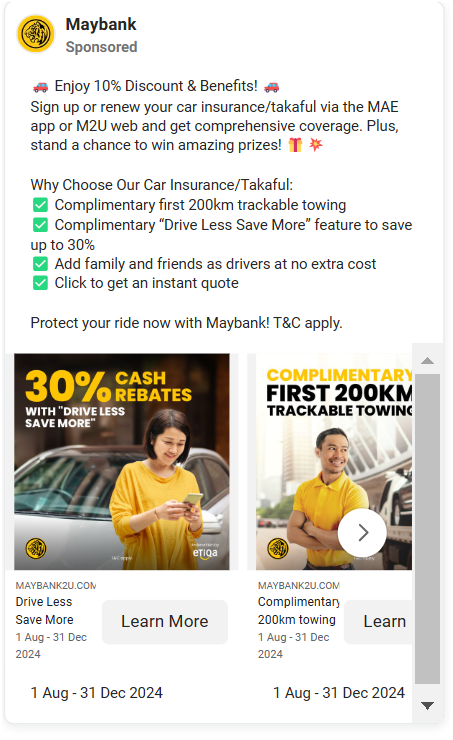 Maybank
Sponsored
🚗 Enjoy 10% Discount & Benefits! 🚗
Sign up or renew your car insurance/takaful via the MAE
app or M2U web and get comprehensive coverage. Plus,
stand a chance to win amazing prizes! 🎁 💥
Why Choose Our Car Insurance/Takaful:
✅ Complimentary first 200km trackable towing
✅ Complimentary “Drive Less Save More” feature to save
up to 30%
✅ Add family and friends as drivers at no extra cost
✅ Click to get an instant quote
Protect your ride now with Maybank! T&C apply.
30% CASH
REBATES
WITH "DRIVE LESS
SAVE MORE"
T&C apply
etiqa
MAYBANK2U.COM
Drive Less
Save More
1 Aug - 31 Dec
2024
Learn More
1 Aug - 31 Dec 2024
COMPLIMENTARY
FIRST 200KM
TRACKABLE TOWING
T&C apply
MAYBANK2U.COM
Complimentary
200km towing
1 Aug - 31 Dec
2024
Learn
1 Aug - 31 Dec 2024